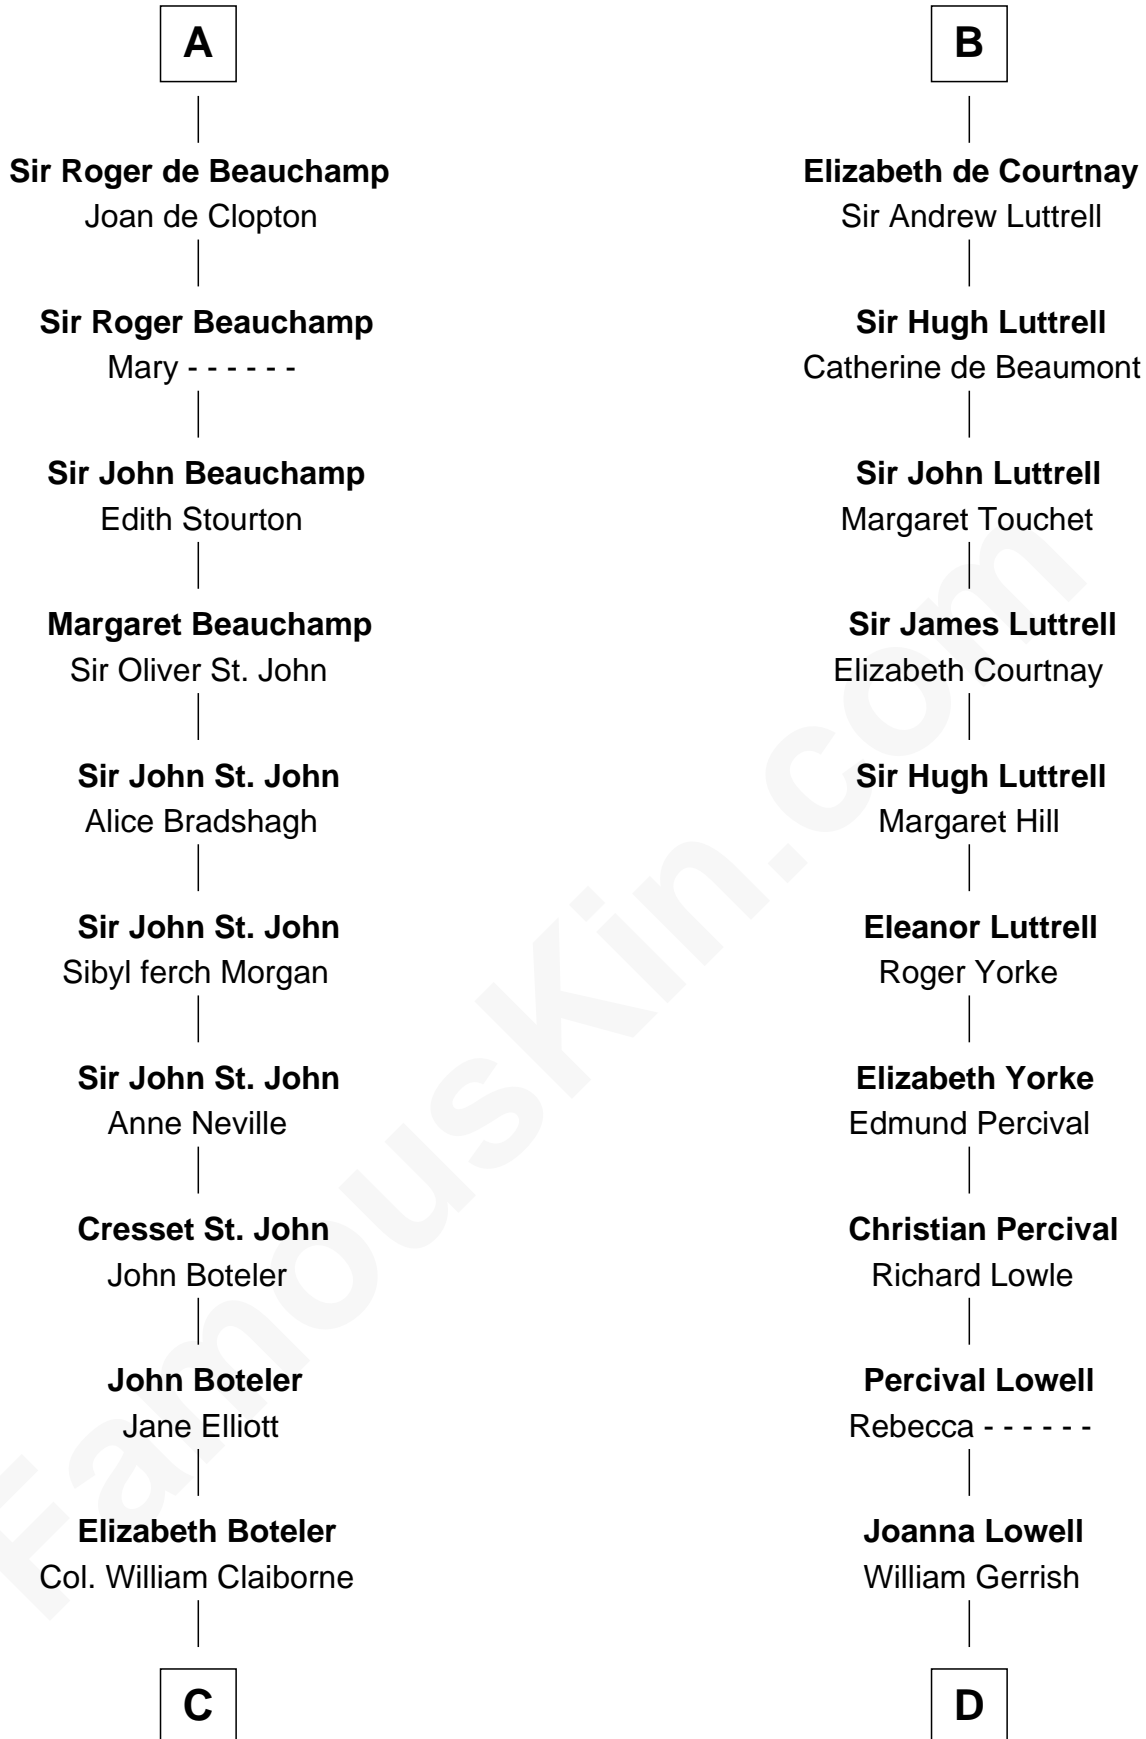 A
Sir Roger de Beauchamp
Joan de Clopton
Sir Roger Beauchamp
Mary - - - - - -
Sir John Beauchamp
Edith Stourton
Margaret Beauchamp
Sir Oliver St. John
Sir John St. John
Alice Bradshagh
Sir John St. John
Sibyl ferch Morgan
Sir John St. John
Anne Neville
Cresset St. John
John Boteler
John Boteler
Jane Elliott
Elizabeth Boteler
Col. William Claiborne
C
B
Elizabeth de Courtnay
Sir Andrew Luttrell
Sir Hugh Luttrell
Catherine de Beaumont
Sir John Luttrell
Margaret Touchet
Sir James Luttrell
Elizabeth Courtnay
Sir Hugh Luttrell
Margaret Hill
Eleanor Luttrell
Roger Yorke
Elizabeth Yorke
Edmund Percival
Christian Percival
Richard Lowle
Percival Lowell
Rebecca - - - - - -
Joanna Lowell
William Gerrish
D
FamousKin.com